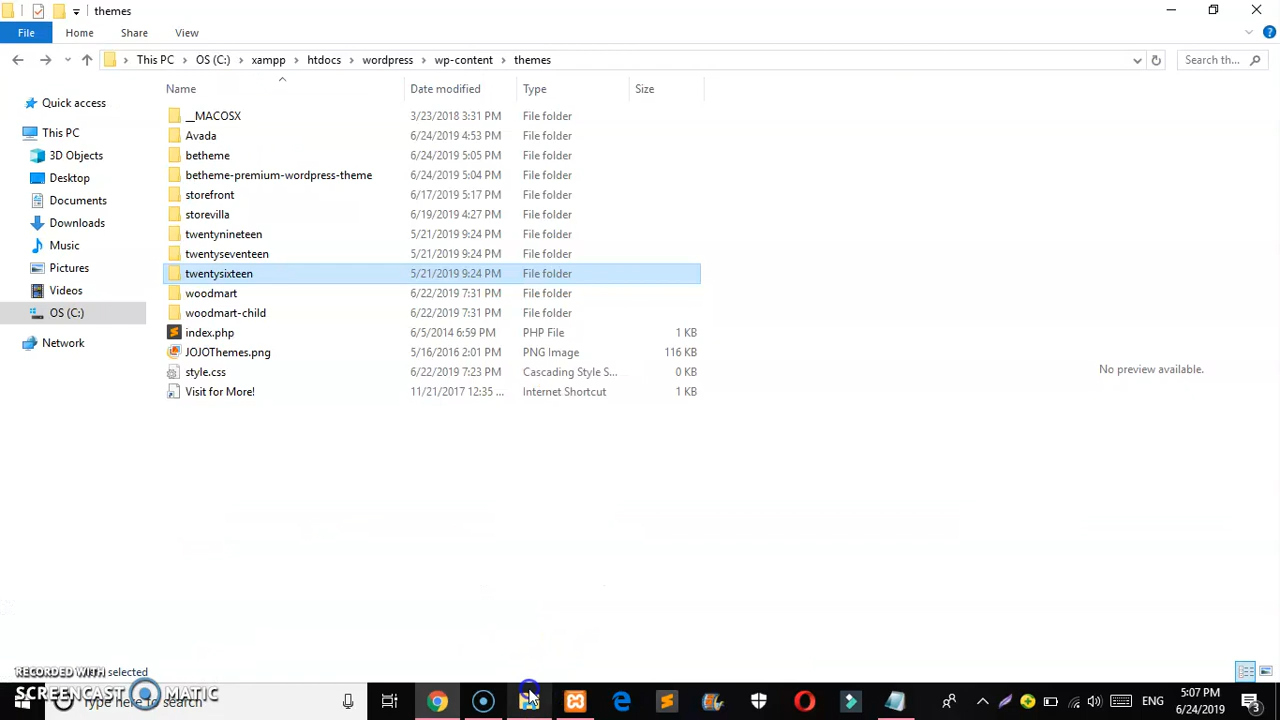 themes
File Home Share View
This PC OS (C:) xampp htdocs wordpress wp-content themes Search th...
Name Date modified Type Size
Quick access
This PC
3D Objects
Desktop
Documents
Downloads
Music
Pictures
Videos
OS (C:)
Network
__MACOSX 3/23/2018 3:31 PM File folder
Avada 6/24/2019 4:53 PM File folder
betheme 6/24/2019 5:05 PM File folder
betheme-premium-wordpress-theme 6/24/2019 5:04 PM File folder
storefront 6/17/2019 5:17 PM File folder
storevilla 6/19/2019 4:27 PM File folder
twentynineteen 5/21/2019 9:24 PM File folder
twentyseventeen 5/21/2019 9:24 PM File folder
twentysixteen 5/21/2019 9:24 PM File folder
woodmart 6/22/2019 7:31 PM File folder
woodmart-child 6/22/2019 7:31 PM File folder
index.php 6/5/2014 6:59 PM PHP File 1 KB
JOJOThemes.png 5/16/2016 2:01 PM PNG Image 116 KB
style.css 6/22/2019 7:23 PM Cascading Style S... 0 KB
Visit for More! 11/21/2017 12:35 ... Internet Shortcut 1 KB
No preview available.
selected
RECORDED WITH
SCREENCAST MATIC
Type here to search
ENG
5:07 PM
6/24/2019
3